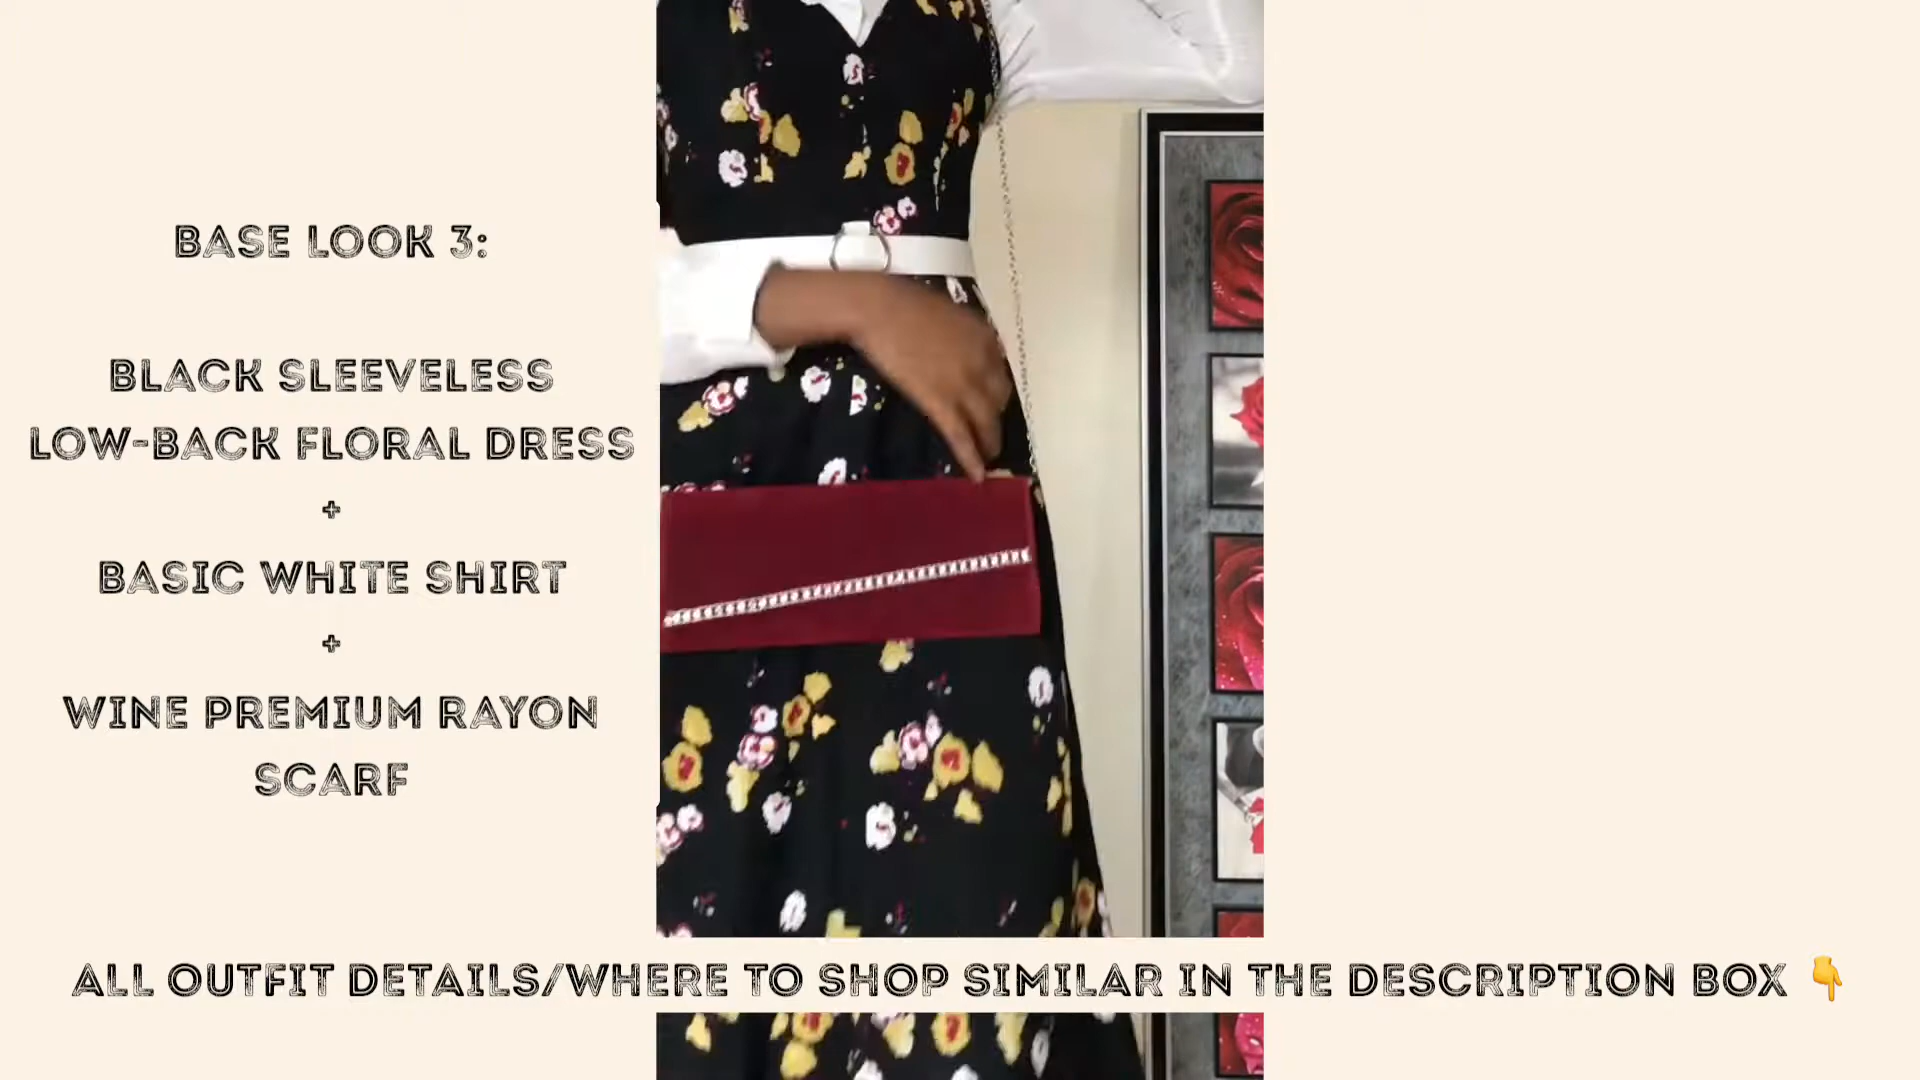 BASE LOOK 3:
BLACK SLEEVELESS
LOW-BACK FLORAL DRESS
+
BASIC WHITE SHIRT
+
WINE PREMIUM RAYON
SCARF
ALL OUTFIT DETAILS/WHERE TO SHOP SIMILAR IN THE DESCRIPTION BOX 👇